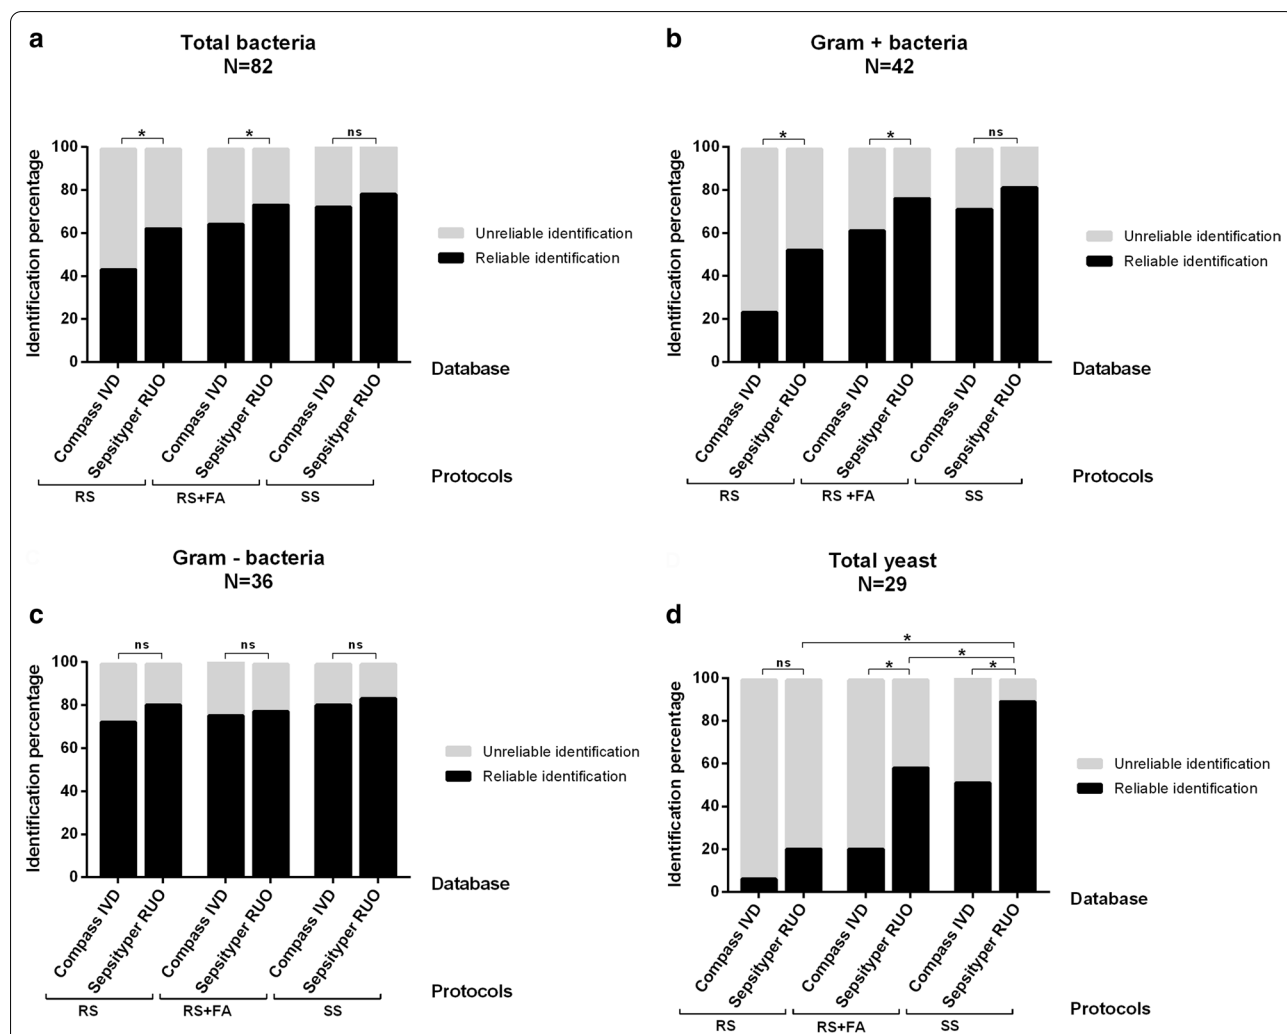 a
Total bacteria
N=82
Identification percentage
100
80
60
40
20
0
*
*
ns
Unreliable identification
Reliable identification
Compass IVD
Sepsityper RUO
Compass IVD
Sepsityper RUO
Compass IVD
Sepsityper RUO
Database
RS
RS+FA
SS
Protocols
b
Gram + bacteria
N=42
Identification percentage
100
80
60
40
20
0
*
*
ns
Unreliable identification
Reliable identification
Compass IVD
Sepsityper RUO
Compass IVD
Sepsityper RUO
Compass IVD
Sepsityper RUO
Database
RS
RS +FA
SS
Protocols
c
Gram - bacteria
N=36
Identification percentage
100
80
60
40
20
0
ns
ns
ns
Unreliable identification
Reliable identification
Compass IVD
Sepsityper RUO
Compass IVD
Sepsityper RUO
Compass IVD
Sepsityper RUO
Database
RS
RS+FA
SS
Protocols
d
Total yeast
N=29
Identification percentage
100
80
60
40
20
0
*
*
ns
*
*
Unreliable identification
Reliable identification
Compass IVD
Sepsityper RUO
Compass IVD
Sepsityper RUO
Compass IVD
Sepsityper RUO
Database
RS
RS+FA
SS
Protocols